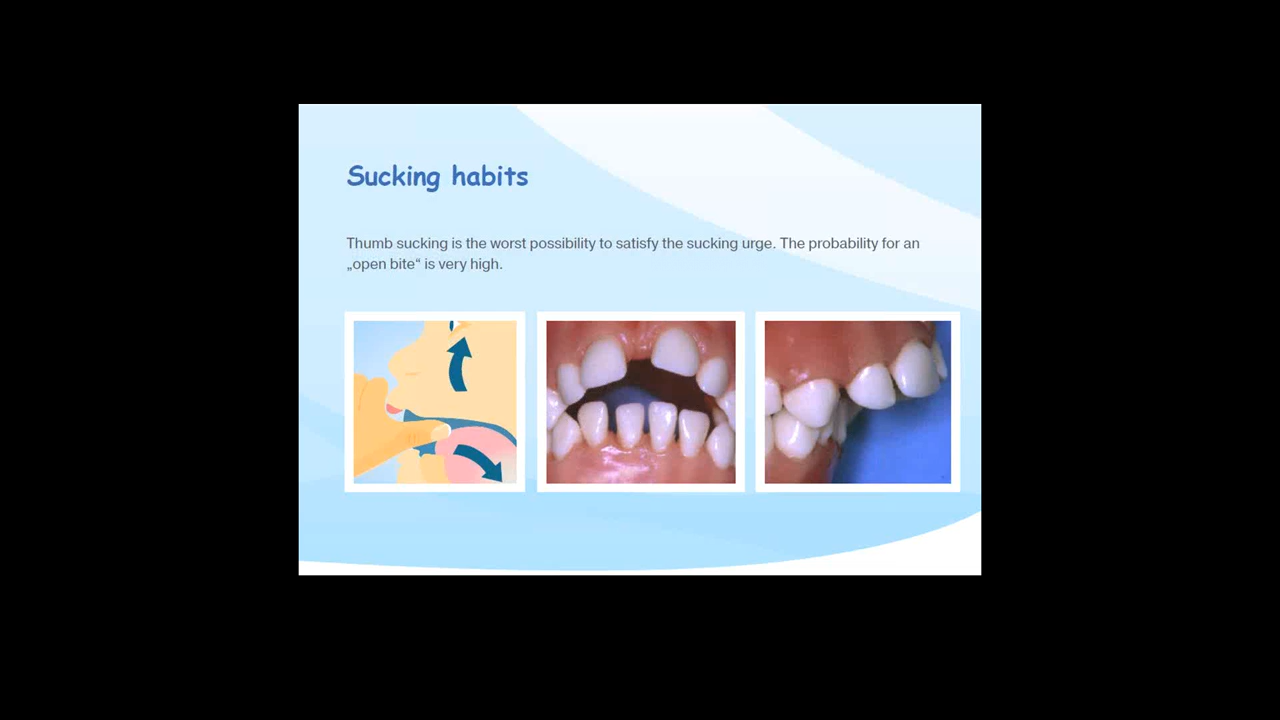 Sucking habits
Thumb sucking is the worst possibility to satisfy the sucking urge. The probability for an
„open bite“ is very high.